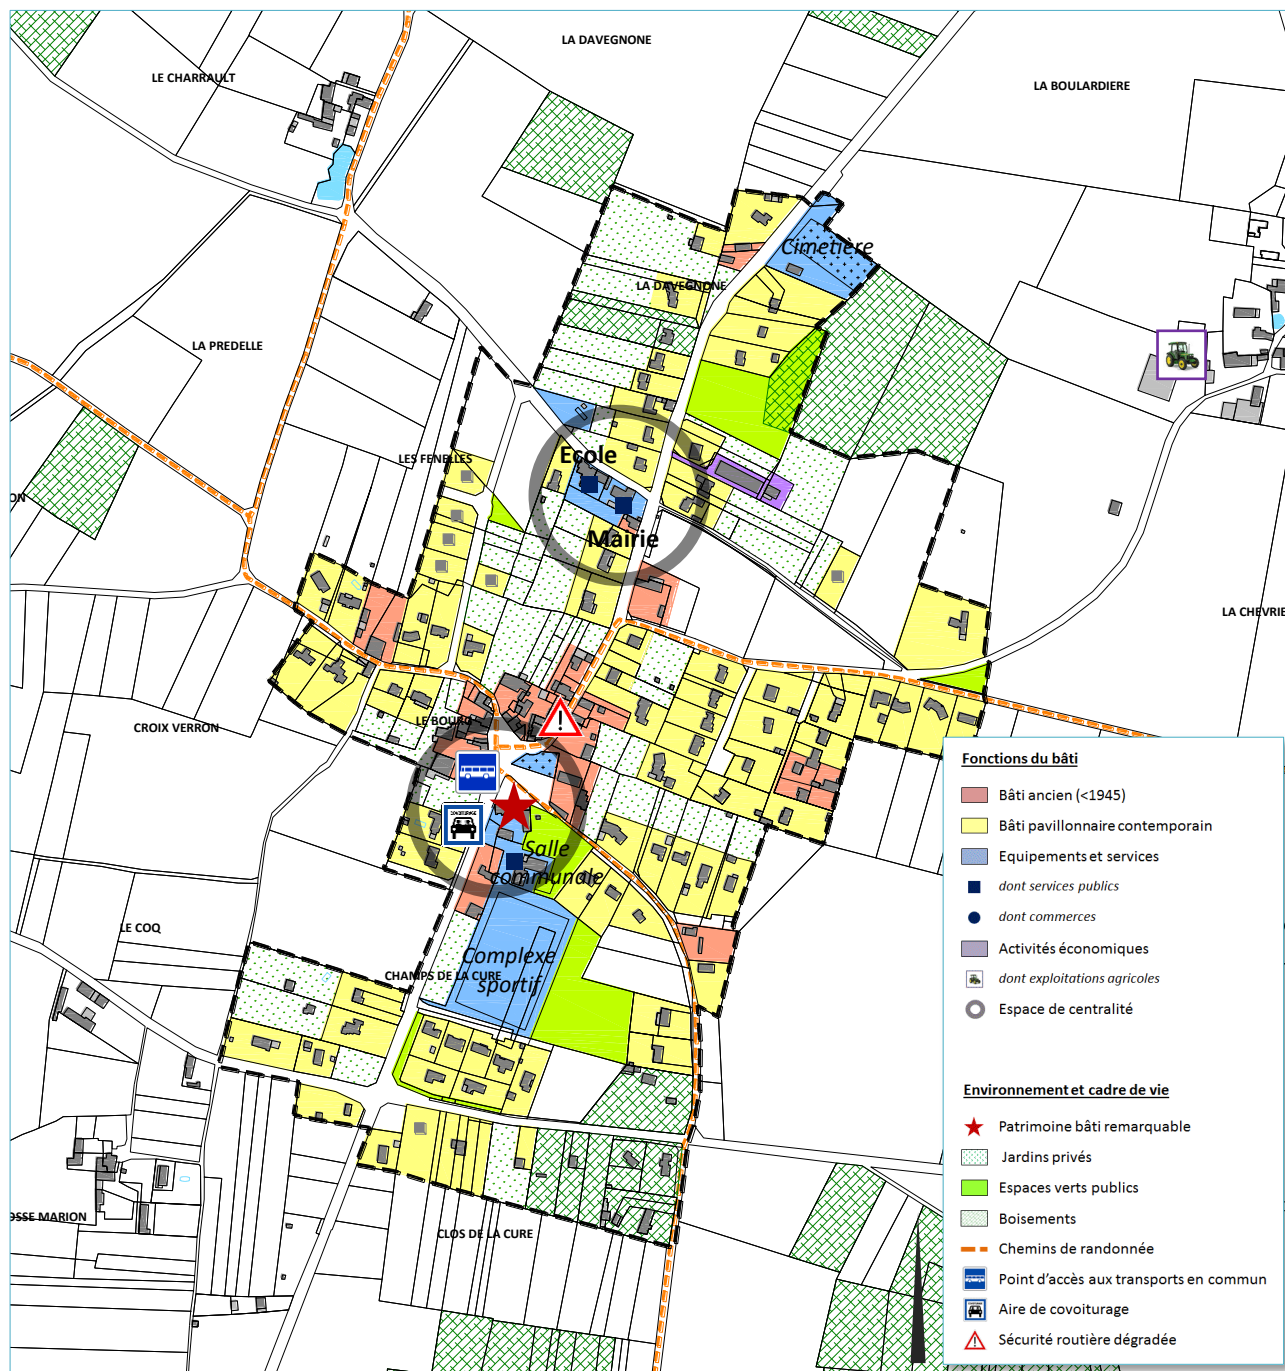 LA DAVEGNONE
LE CHARRAULT
LA BOULARDIERE
Cimetière
LA DAVEGNONE
LA PREDELLE
LES FENELLES
Ecole
ON
Mairie
LA CHEVRIE
LE BOURG
CROIX VERRON
COVOITURAGE
Salle
communale
LE COQ
Complexe
sportif
CHAMPS DE LA CURE
OSSE MARION
CLOS DE LA CURE
Fonctions du bâti
Bâti ancien (<1945)
Bâti pavillonnaire contemporain
Equipements et services
dont services publics
dont commerces
Activités économiques
dont exploitations agricoles
Espace de centralité
Environnement et cadre de vie
Patrimoine bâti remarquable
Jardins privés
Espaces verts publics
Boisements
Chemins de randonnée
Point d'accès aux transports en commun
Aire de covoiturage
Sécurité routière dégradée